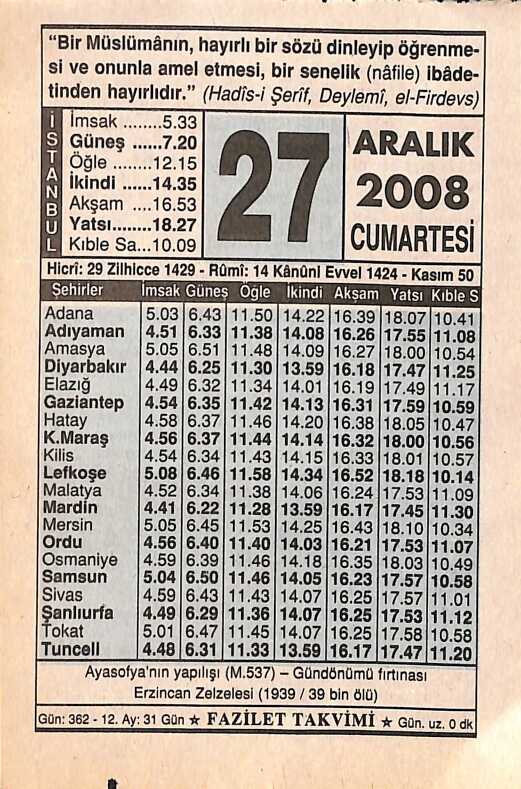 “Bir Müslümânın, hayırlı bir sözü dinleyip öğrenme-
si ve onunla amel etmesi, bir senelik (nâfile) ibâde-
tinden hayırlıdır.” (Hadîs-i Şerîf, Deylemî, el-Firdevs)
İSTANBUL
İmsak ........5.33
Güneş ......7.20
Öğle ........12.15
İkindi ......14.35
Akşam ....16.53
Yatsı........18.27
Kıble Sa...10.09
27
ARALIK
2008
CUMARTESİ
Hicrî: 29 Zilhicce 1429 - Rûmî: 14 Kânûnl Evvel 1424 - Kasım 50
Şehirler İmsak Güneş Öğle İkindi Akşam Yatsı Kıble S
Adana 5.03 6.43 11.50 14.22 16.39 18.07 10.41
Adıyaman 4.51 6.33 11.38 14.08 16.26 17.55 11.08
Amasya 5.05 6.51 11.48 14.09 16.27 18.00 10.54
Diyarbakır 4.44 6.25 11.30 13.59 16.18 17.47 11.25
Elazığ 4.49 6.32 11.34 14.01 16.19 17.49 11.17
Gaziantep 4.54 6.35 11.42 14.13 16.31 17.59 10.59
Hatay 4.58 6.37 11.46 14.20 16.38 18.05 10.47
K.Maraş 4.56 6.37 11.44 14.14 16.32 18.00 10.56
Kilis 4.54 6.34 11.43 14.15 16.33 18.01 10.57
Lefkoşe 5.08 6.46 11.58 14.34 16.52 18.18 10.14
Malatya 4.52 6.34 11.38 14.06 16.24 17.53 11.09
Mardin 4.41 6.22 11.28 13.59 16.17 17.45 11.30
Mersin 5.05 6.45 11.53 14.25 16.43 18.10 10.34
Ordu 4.56 6.40 11.40 14.03 16.21 17.53 11.07
Osmaniye 4.59 6.39 11.46 14.18 16.35 18.03 10.49
Samsun 5.04 6.50 11.46 14.05 16.23 17.57 10.58
Sivas 4.59 6.43 11.43 14.07 16.25 17.57 11.01
Şanlıurfa 4.49 6.29 11.36 14.07 16.25 17.53 11.12
Tokat 5.01 6.47 11.45 14.07 16.25 17.58 10.58
Tunceli 4.48 6.31 11.33 13.59 16.17 17.47 11.20
Ayasofya'nın yapılışı (M.537) – Gündönümü fırtınası
Erzincan Zelzelesi (1939 / 39 bin ölü)
Gün: 362 - 12. Ay: 31 Gün ★ FAZİLET TAKVİMİ ★ Gün. uz. 0 dk